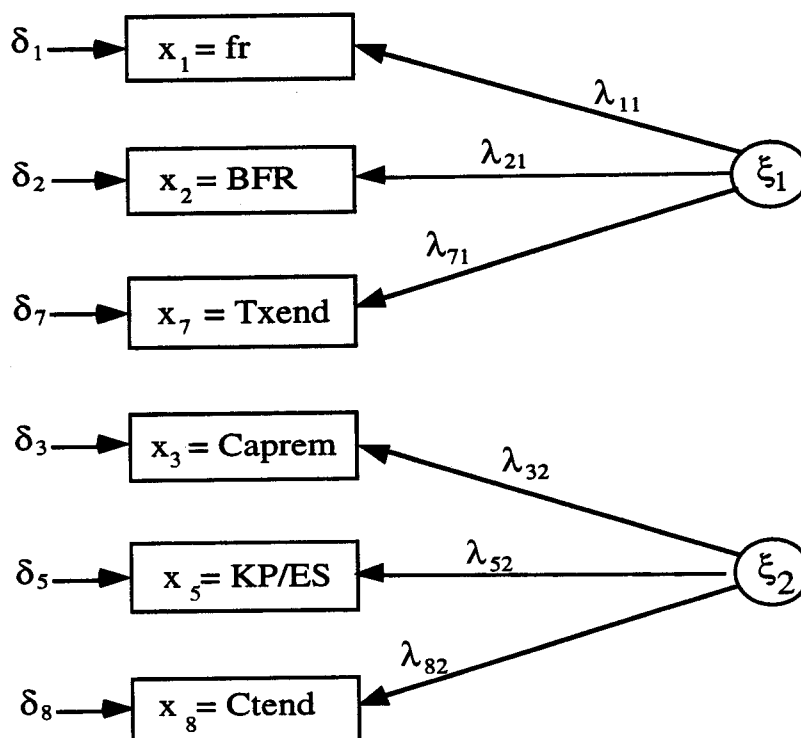 δ₁ x₁ = fr
λ₁₁
δ₂ x₂ = BFR λ₂₁ ξ₁
λ₇₁
δ₇ x₇ = Txend
δ₃ x₃ = Caprem
λ₃₂
δ₅ x₅ = KP/ES λ₅₂ ξ₂
λ₈₂
δ₈ x₈ = Ctend